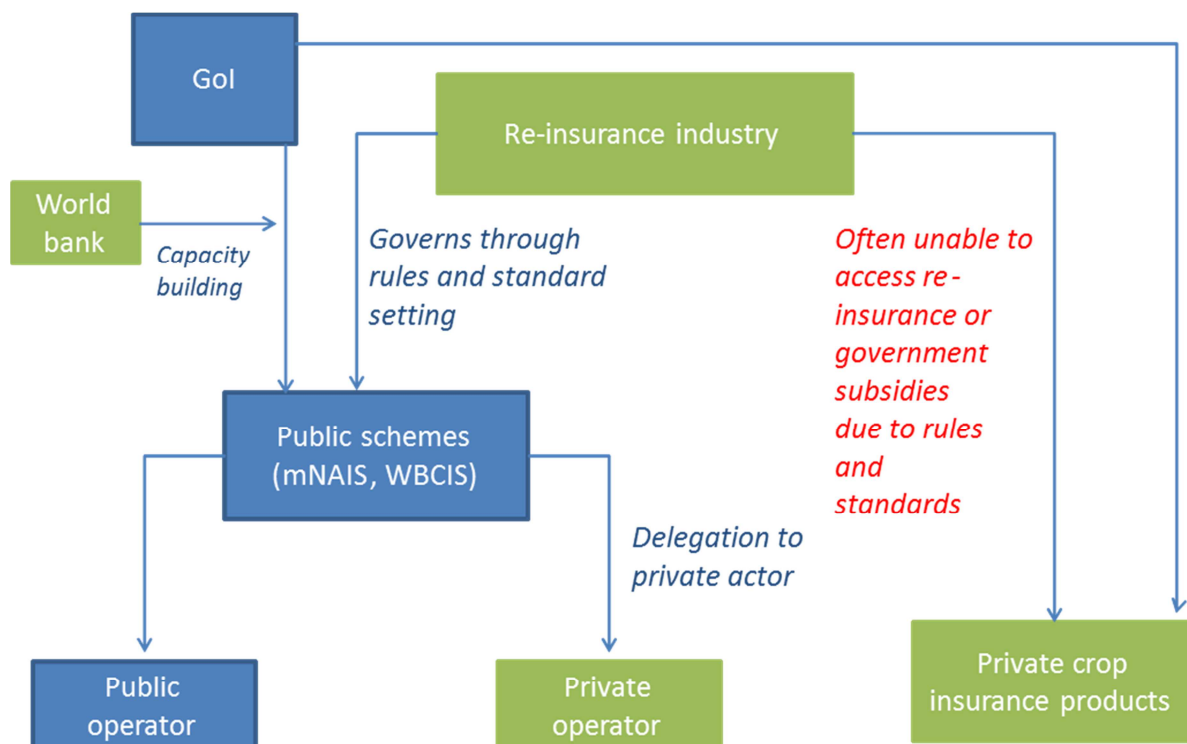 GoI
Re-insurance industry
World
bank
Capacity
building
Governs through
rules and standard
setting
Often unable to
access re-
insurance or
government
subsidies
due to rules
and
standards
Public schemes
(mNAIS, WBCIS)
Delegation to
private actor
Public
operator
Private
operator
Private crop
insurance products